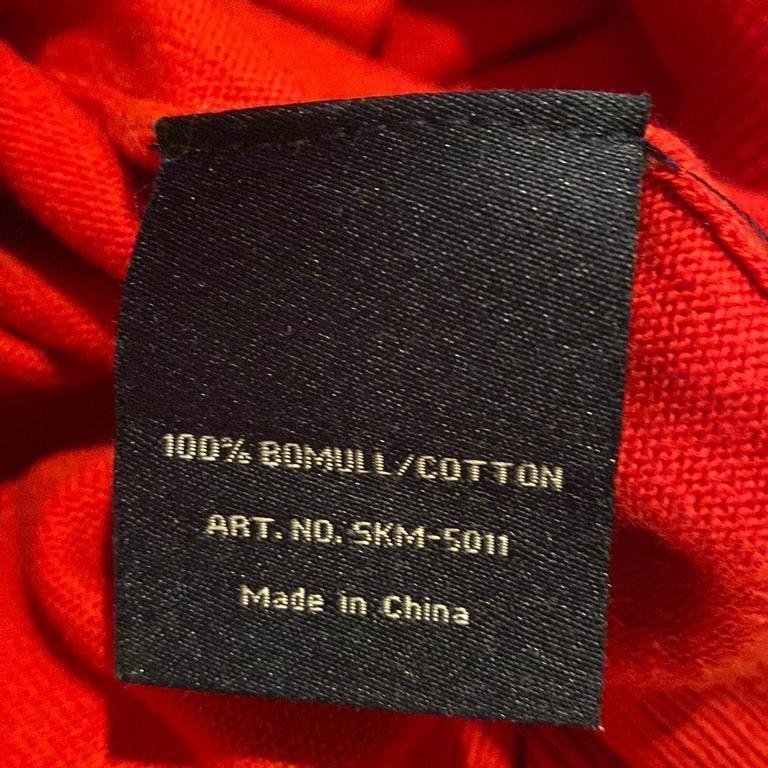 100% BOMULL/COTTON
ART. NO. SKM-5011
Made in China